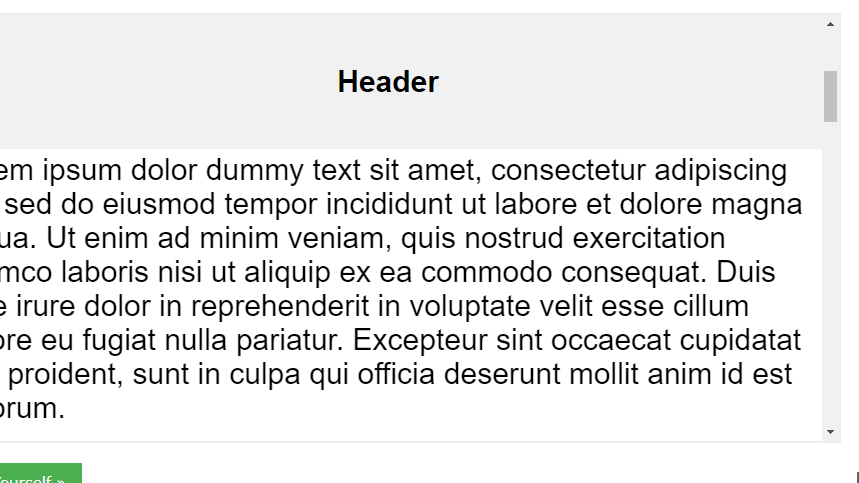 Header
em ipsum dolor dummy text sit amet, consectetur adipiscing
sed do eiusmod tempor incididunt ut labore et dolore magna
ua. Ut enim ad minim veniam, quis nostrud exercitation
mco laboris nisi ut aliquip ex ea commodo consequat. Duis
e irure dolor in reprehenderit in voluptate velit esse cillum
ore eu fugiat nulla pariatur. Excepteur sint occaecat cupidatat
proident, sunt in culpa qui officia deserunt mollit anim id est
orum.
Yourself »